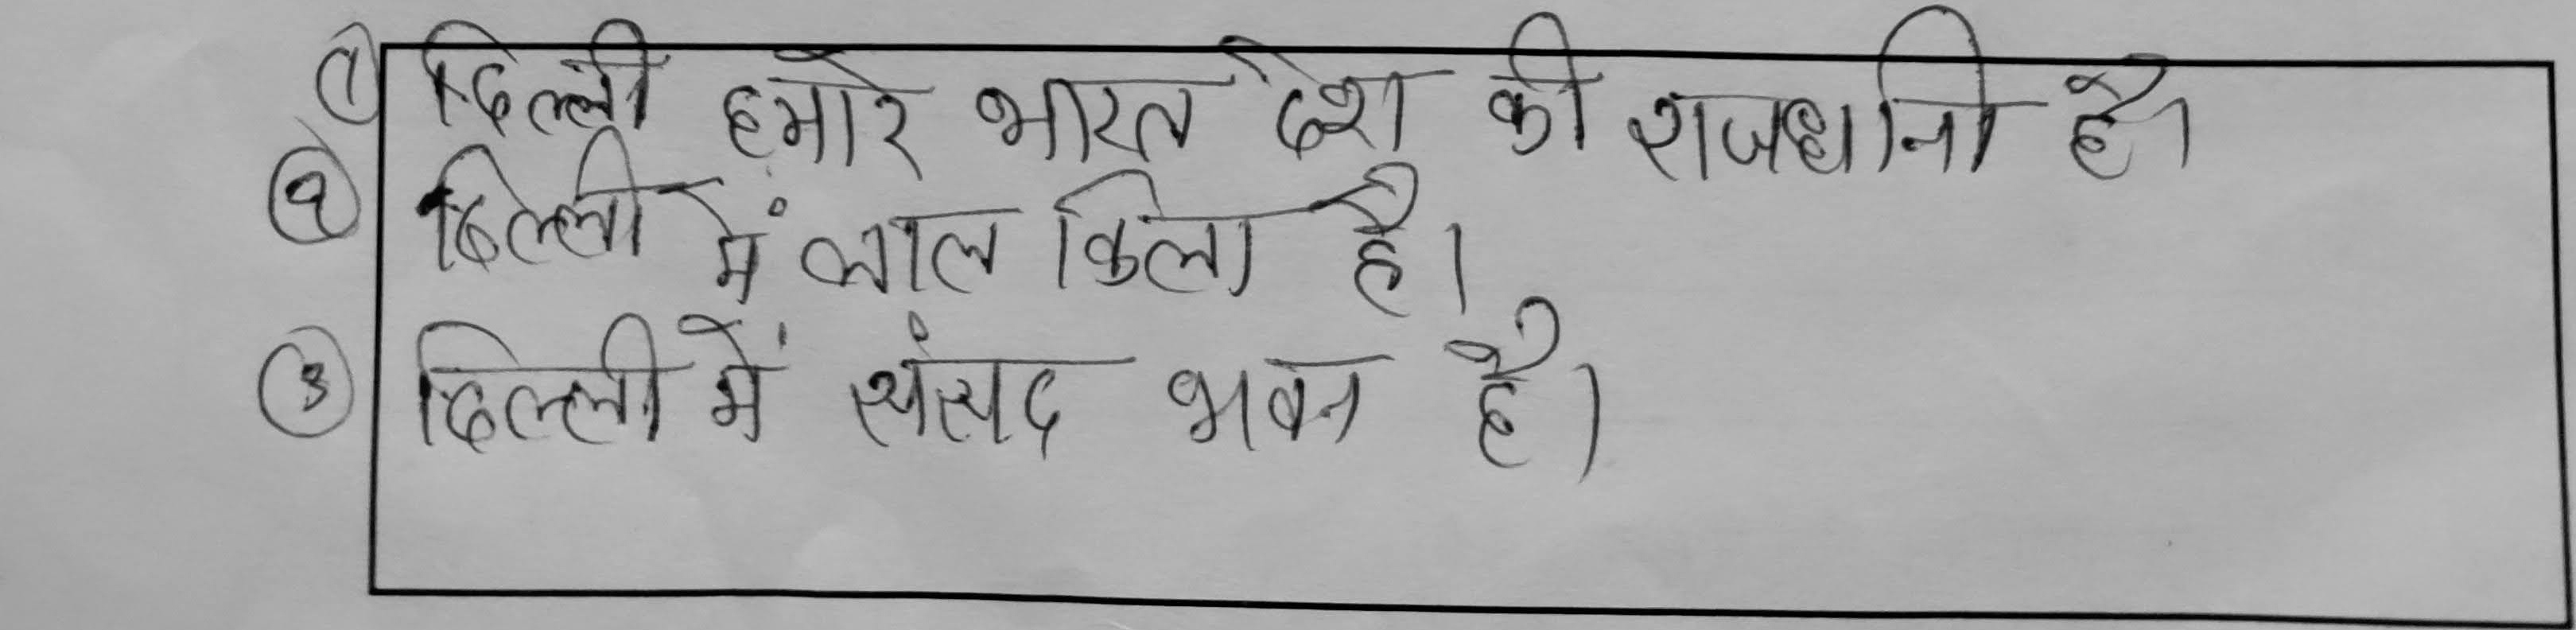 ① दिल्ली हमारे भारत देश की राजधानी है।
② दिल्ली में लाल किला है।
③ दिल्ली में संसद भवन है।